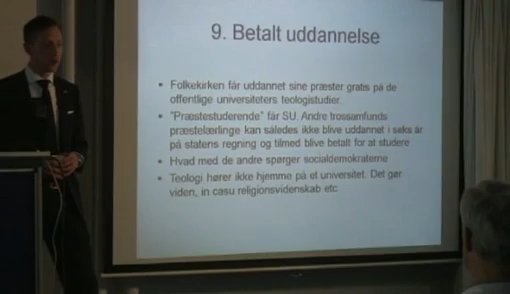 9. Betalt uddannelse
• Folkekirken får uddannet sine præster gratis på de
offentlige universiteters teologistudier.
• "Præstestuderende" får SU. Andre trossamfunds
præstelærlinge kan således ikke blive uddannet i seks år
på statens regning og tilmed blive betalt for at studere
• Hvad med de andre spørger socialdemokraterne
• Teologi hører ikke hjemme på et universitet. Det gør
viden, in casu religionsvidenskab etc